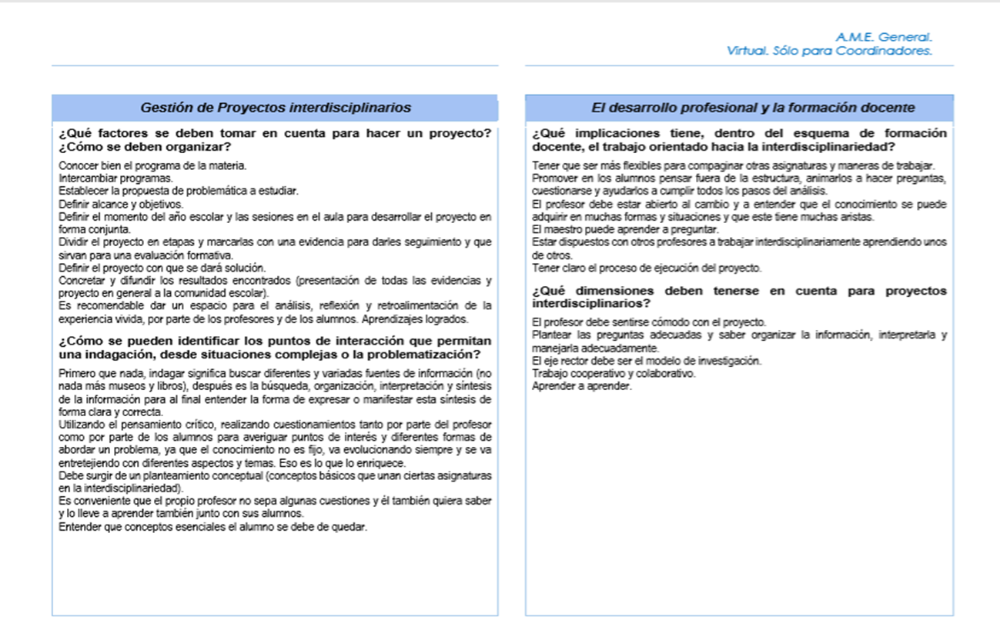 A.M.E. General.
Virtual. Sólo para Coordinadores.
Gestión de Proyectos interdisciplinarios
¿Qué factores se deben tomar en cuenta para hacer un proyecto?
¿Cómo se deben organizar?
Conocer bien el programa de la materia.
Intercambiar programas.
Establecer la propuesta de problemática a estudiar.
Definir alcance y objetivos.
Definir el momento del año escolar y las sesiones en el aula para desarrollar el proyecto en
forma conjunta.
Dividir el proyecto en etapas y marcarlas con una evidencia para darles seguimiento y que
sirvan para una evaluación formativa.
Definir el proyecto con que se dará solución.
Concretar y difundir los resultados encontrados (presentación de todas las evidencias y
proyecto en general a la comunidad escolar).
Es recomendable dar un espacio para el análisis, reflexión y retroalimentación de la
experiencia vivida, por parte de los profesores y de los alumnos. Aprendizajes logrados.
¿Cómo se pueden identificar los puntos de interacción que permitan
una indagación, desde situaciones complejas o la problematización?
Primero que nada, indagar significa buscar diferentes y variadas fuentes de información (no
nada más museos y libros), después es la búsqueda, organización, interpretación y síntesis
de la información para al final entender la forma de expresar o manifestar esta síntesis de
forma clara y correcta.
Utilizando el pensamiento crítico, realizando cuestionamientos tanto por parte del profesor
como por parte de los alumnos para averiguar puntos de interés y diferentes formas de
abordar un problema, ya que el conocimiento no es fijo, va evolucionando siempre y se va
entretejiendo con diferentes aspectos y temas. Eso es lo que lo enriquece.
Debe surgir de un planteamiento conceptual (conceptos básicos que unan ciertas asignaturas
en la interdisciplinariedad).
Es conveniente que el propio profesor no sepa algunas cuestiones y él también quiera saber
y lo lleve a aprender también junto con sus alumnos.
Entender que conceptos esenciales el alumno se debe de quedar.
El desarrollo profesional y la formación docente
¿Qué implicaciones tiene, dentro del esquema de formación
docente, el trabajo orientado hacia la interdisciplinariedad?
Tener que ser más flexibles para compaginar otras asignaturas y maneras de trabajar.
Promover en los alumnos pensar fuera de la estructura, animarlos a hacer preguntas,
cuestionarse y ayudarlos a cumplir todos los pasos del análisis.
El profesor debe estar abierto al cambio y a entender que el conocimiento se puede
adquirir en muchas formas y situaciones y que este tiene muchas aristas.
El maestro puede aprender a preguntar.
Estar dispuestos con otros profesores a trabajar interdisciplinariamente aprendiendo unos
de otros.
Tener claro el proceso de ejecución del proyecto.
¿Qué dimensiones deben tenerse en cuenta para proyectos
interdisciplinarios?
El profesor debe sentirse cómodo con el proyecto.
Plantear las preguntas adecuadas y saber organizar la información, interpretarla y
manejarla adecuadamente.
El eje rector debe ser el modelo de investigación.
Trabajo cooperativo y colaborativo.
Aprender a aprender.